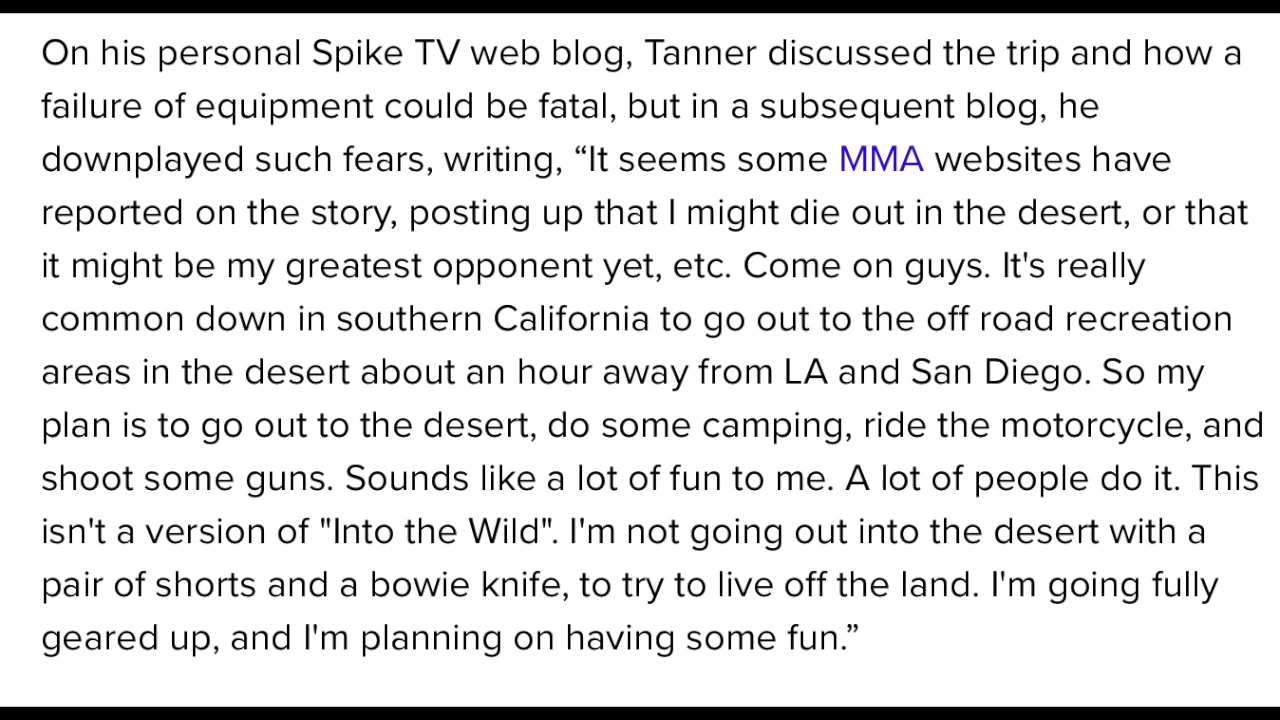 On his personal Spike TV web blog, Tanner discussed the trip and how a
failure of equipment could be fatal, but in a subsequent blog, he
downplayed such fears, writing, “It seems some MMA websites have
reported on the story, posting up that I might die out in the desert, or that
it might be my greatest opponent yet, etc. Come on guys. It's really
common down in southern California to go out to the off road recreation
areas in the desert about an hour away from LA and San Diego. So my
plan is to go out to the desert, do some camping, ride the motorcycle, and
shoot some guns. Sounds like a lot of fun to me. A lot of people do it. This
isn't a version of "Into the Wild". I'm not going out into the desert with a
pair of shorts and a bowie knife, to try to live off the land. I'm going fully
geared up, and I'm planning on having some fun.”